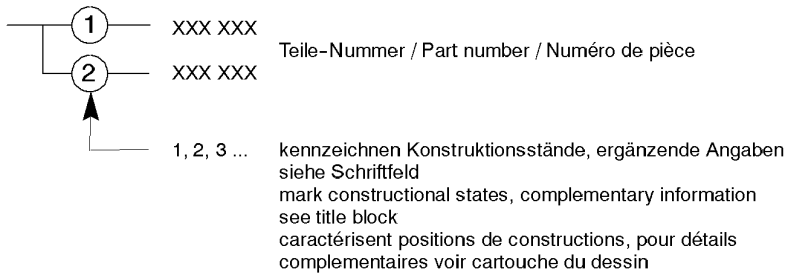 1 XXX XXX
Teile-Nummer / Part number / Numéro de pièce
2 XXX XXX
1, 2, 3 ... kennzeichnen Konstruktionsstände, ergänzende Angaben
siehe Schriftfeld
mark constructional states, complementary information
see title block
caractérisent positions de constructions, pour détails
complementaires voir cartouche du dessin